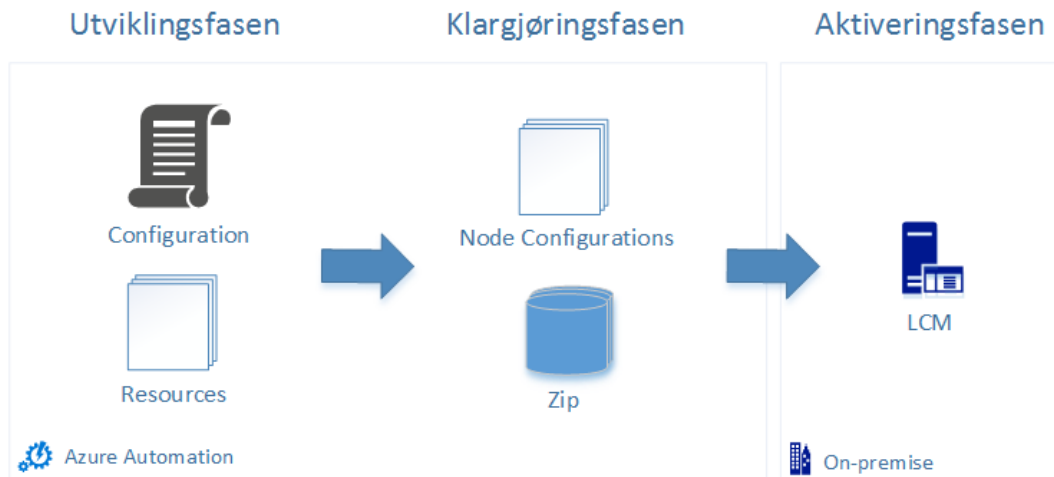 Utviklingsfasen
Klargjøringsfasen
Aktiveringsfasen
Configuration
Resources
Azure Automation
Node Configurations
Zip
LCM
On-premise